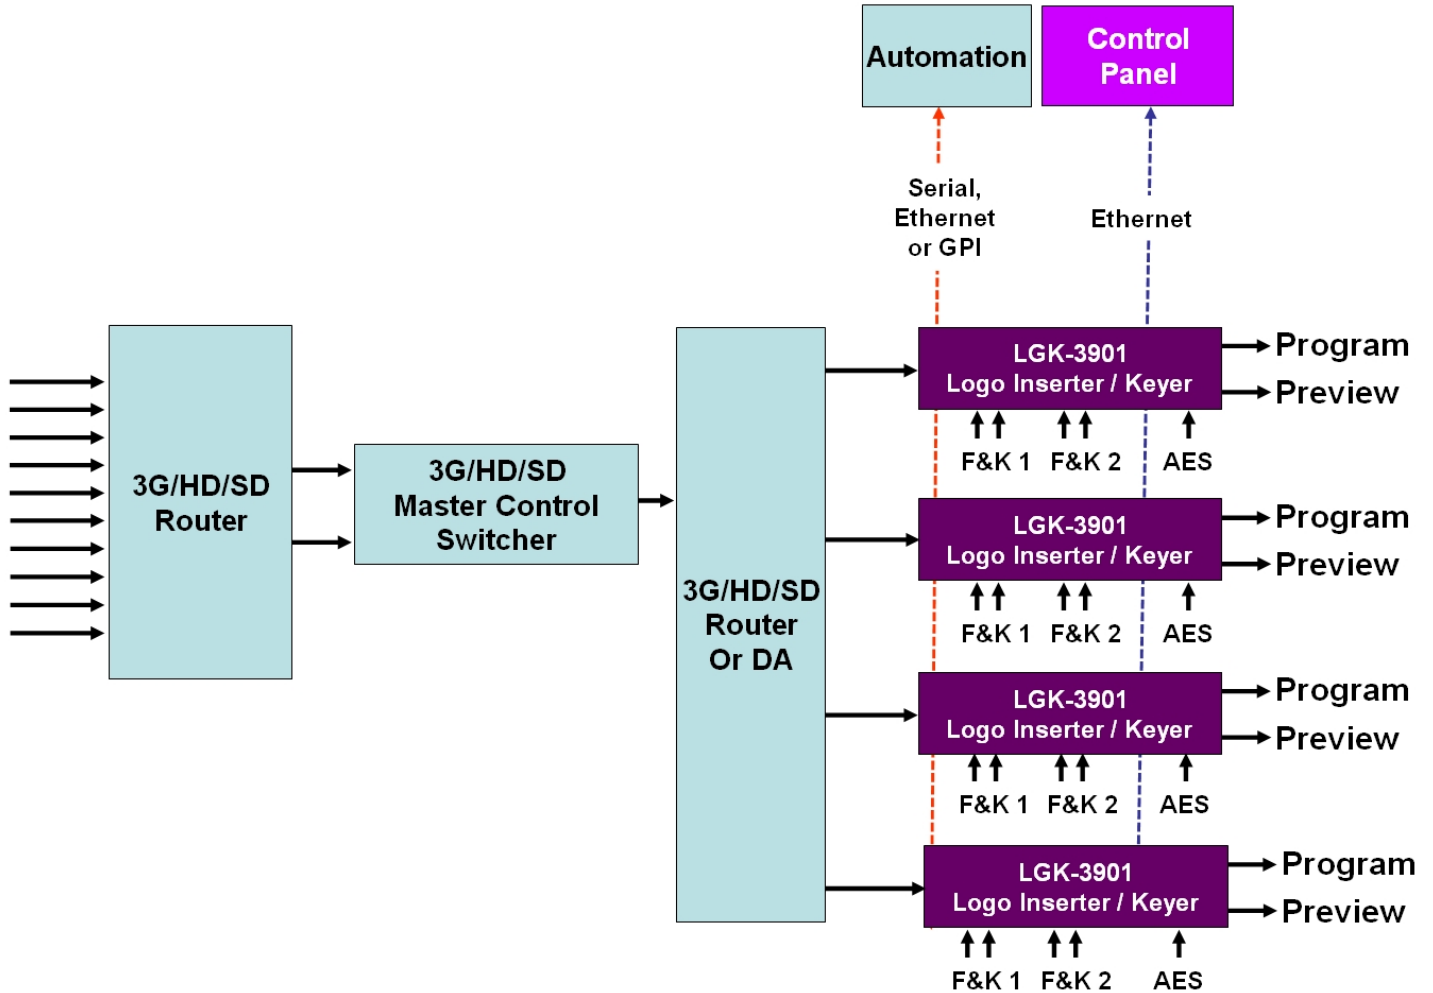 Automation
Control
Panel
Serial,
Ethernet
or GPI
Ethernet
3G/HD/SD
Router
3G/HD/SD
Master Control
Switcher
3G/HD/SD
Router
Or DA
LGK-3901
Logo Inserter / Keyer
Program
Preview
F&K 1 F&K 2 AES
LGK-3901
Logo Inserter / Keyer
Program
Preview
F&K 1 F&K 2 AES
LGK-3901
Logo Inserter / Keyer
Program
Preview
F&K 1 F&K 2 AES
LGK-3901
Logo Inserter / Keyer
Program
Preview
F&K 1 F&K 2 AES